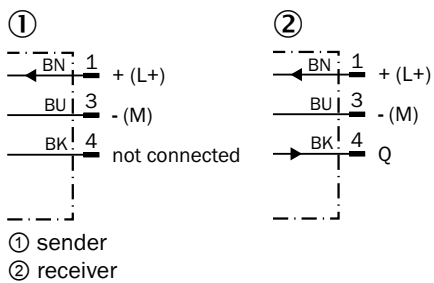 ① ②
BN 1 + (L+) BN 1 + (L+)
BU 3 - (M) BU 3 - (M)
BK 4 not connected BK 4 Q
① sender
② receiver